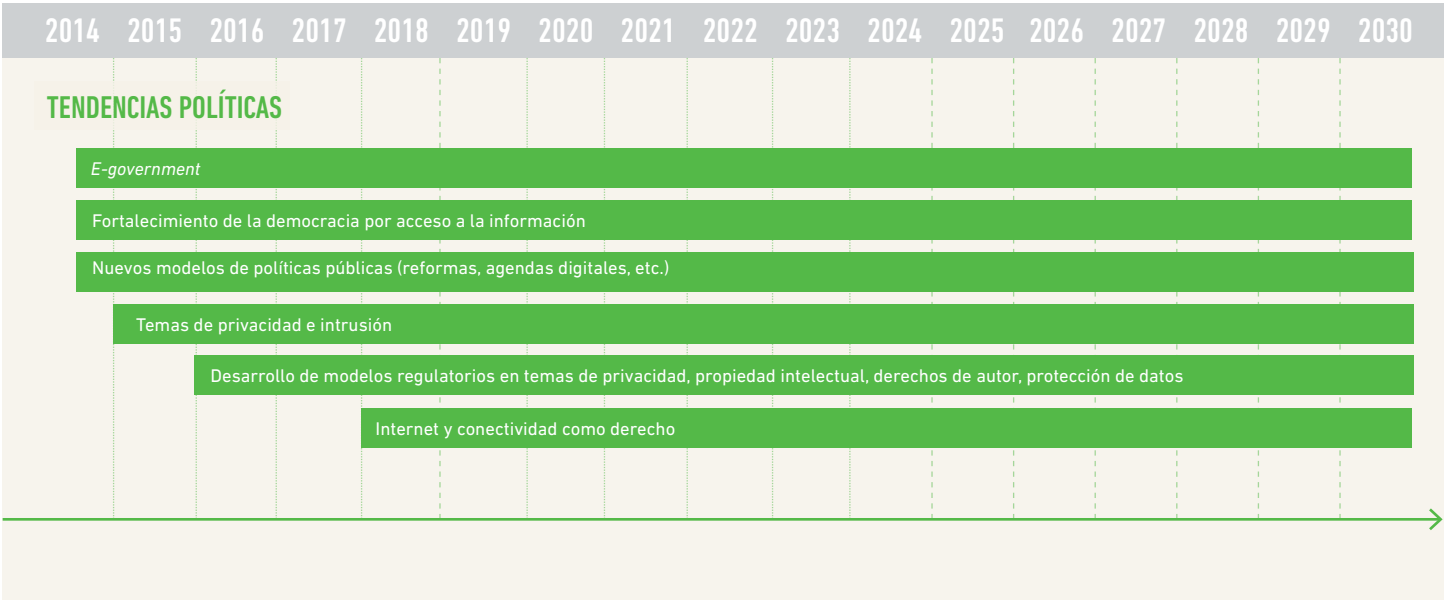 2014 2015 2016 2017 2018 2019 2020 2021 2022 2023 2024 2025 2026 2027 2028 2029 2030
TENDENCIAS POLÍTICAS
E-government
Fortalecimiento de la democracia por acceso a la información
Nuevos modelos de políticas públicas (reformas, agendas digitales, etc.)
Temas de privacidad e intrusión
Desarrollo de modelos regulatorios en temas de privacidad, propiedad intelectual, derechos de autor, protección de datos
Internet y conectividad como derecho